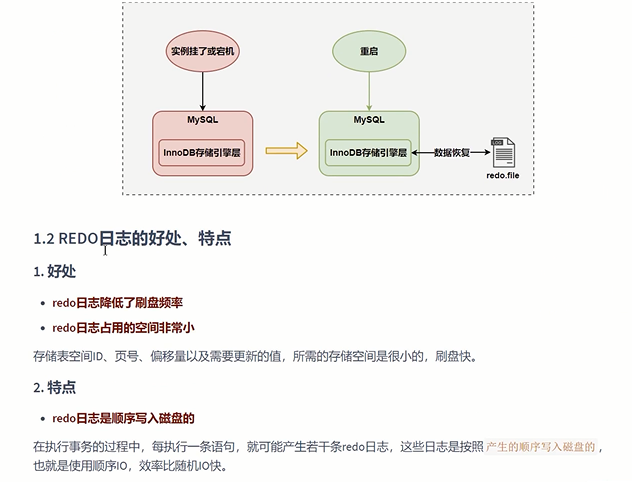 实例挂了或宕机
重启
MySQL
MySQL
InnoDB存储引擎层
InnoDB存储引擎层
数据恢复
LOG
redo.file
1.2 REDO日志的好处、特点
1. 好处
• redo日志降低了刷盘频率
• redo日志占用的空间非常小
存储表空间ID、页号、偏移量以及需要更新的值，所需的存储空间是很小的，刷盘快。
2. 特点
• redo日志是顺序写入磁盘的
在执行事务的过程中，每执行一条语句，就可能产生若干条redo日志，这些日志是按照 产生的顺序写入磁盘的 ，
也就是使用顺序IO，效率比随机IO快。